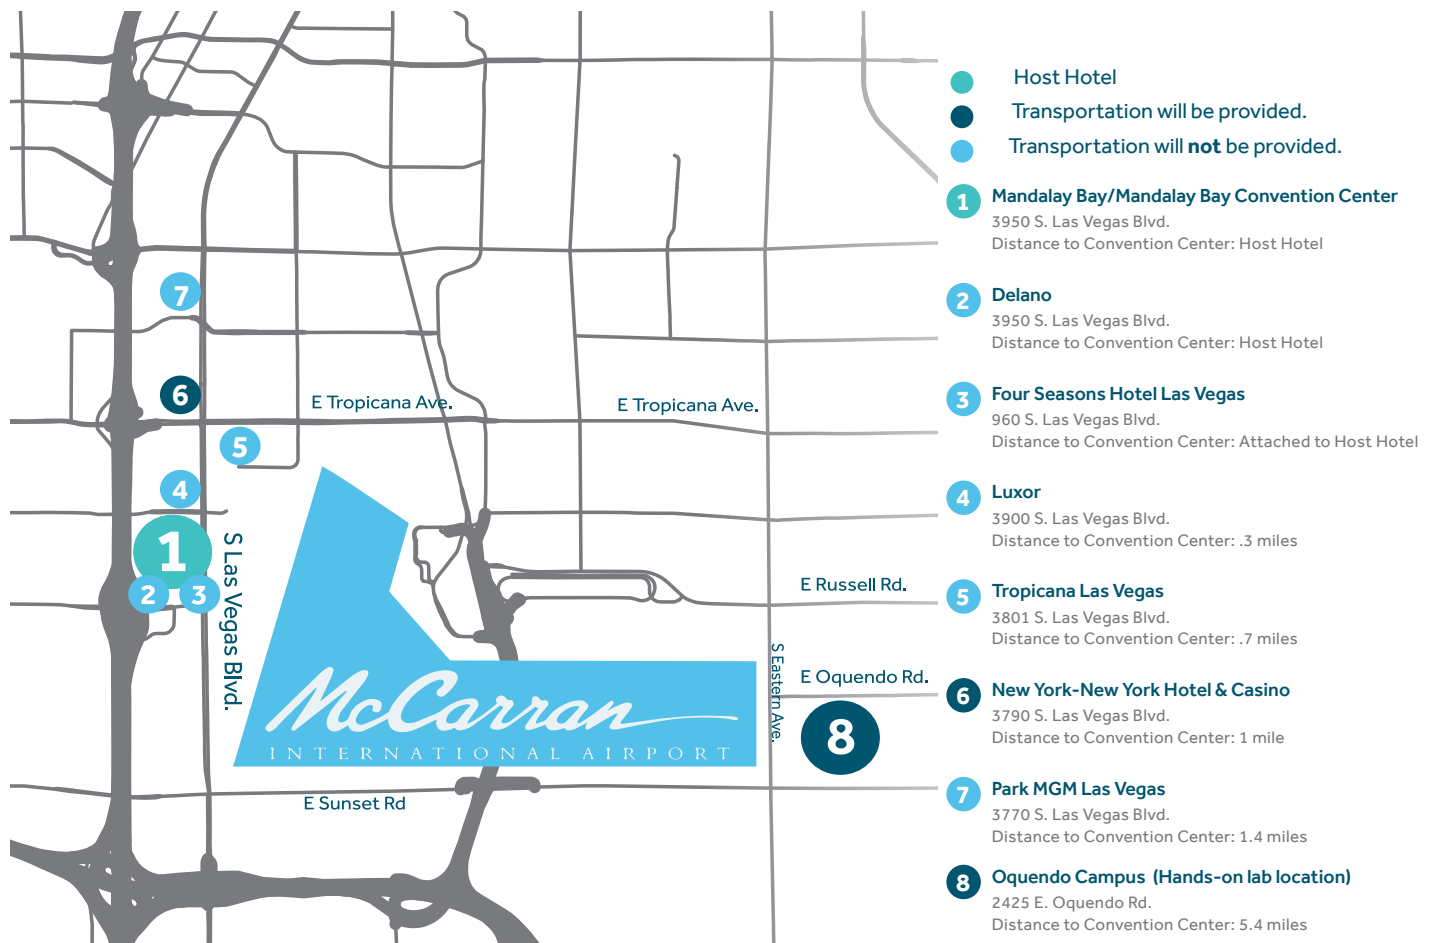 Host Hotel
Transportation will be provided.
Transportation will not be provided.
1 Mandalay Bay/Mandalay Bay Convention Center
3950 S. Las Vegas Blvd.
Distance to Convention Center: Host Hotel
2 Delano
3950 S. Las Vegas Blvd.
Distance to Convention Center: Host Hotel
3 Four Seasons Hotel Las Vegas
960 S. Las Vegas Blvd.
Distance to Convention Center: Attached to Host Hotel
4 Luxor
3900 S. Las Vegas Blvd.
Distance to Convention Center: .3 miles
5 Tropicana Las Vegas
3801 S. Las Vegas Blvd.
Distance to Convention Center: .7 miles
6 New York-New York Hotel & Casino
3790 S. Las Vegas Blvd.
Distance to Convention Center: 1 mile
7 Park MGM Las Vegas
3770 S. Las Vegas Blvd.
Distance to Convention Center: 1.4 miles
8 Oquendo Campus (Hands-on lab location)
2425 E. Oquendo Rd.
Distance to Convention Center: 5.4 miles
7
6
E Tropicana Ave.
E Tropicana Ave.
5
4
1
2
3
S Las Vegas Blvd.
E Russell Rd.
S Eastern Ave.
E Oquendo Rd.
8
McCarran
INTERNATIONAL AIRPORT
E Sunset Rd